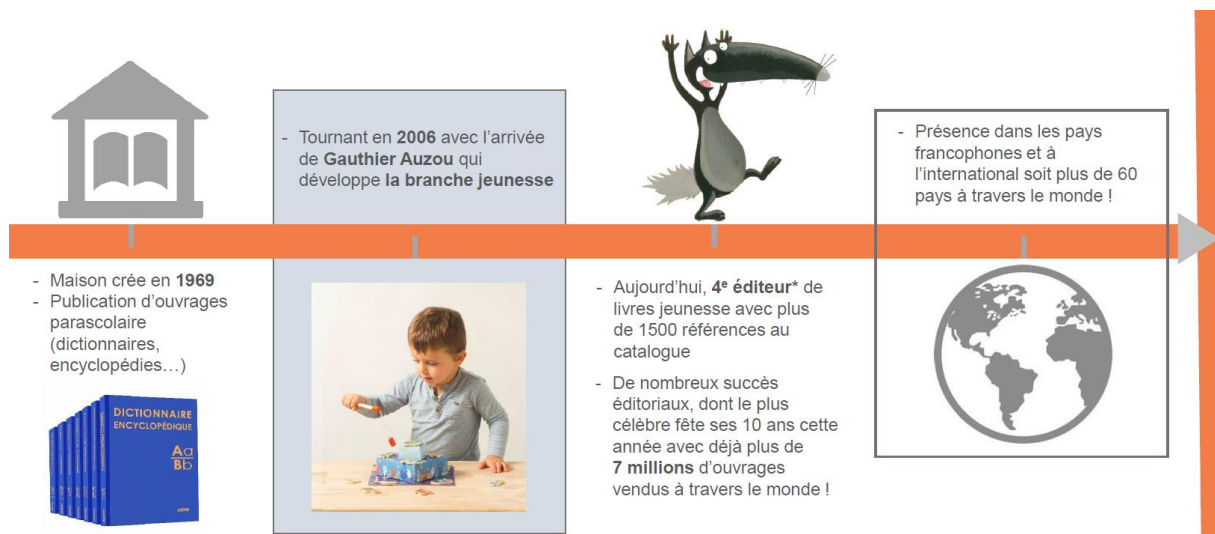 - Maison crée en 1969
- Publication d'ouvrages
parascolaire
(dictionnaires,
encyclopédies…)
DICTIONNAIRE
ENCYCLOPÉDIQUE
Aa
Bb
- Tournant en 2006 avec l'arrivée
de Gauthier Auzou qui
développe la branche jeunesse
- Aujourd'hui, 4e éditeur* de
livres jeunesse avec plus
de 1500 références au
catalogue
- De nombreux succès
éditoriaux, dont le plus
célèbre fête ses 10 ans cette
année avec déjà plus de
7 millions d'ouvrages
vendus à travers le monde !
- Présence dans les pays
francophones et à
l'international soit plus de 60
pays à travers le monde !